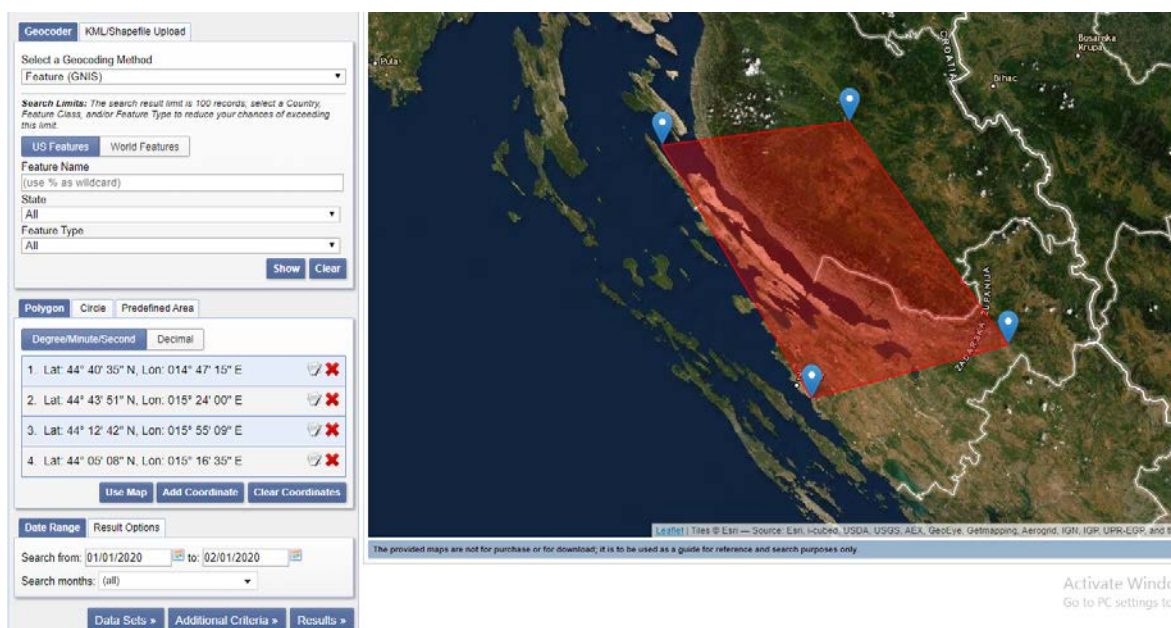 Geocoder
KML/Shapefile Upload
Select a Geocoding Method
Feature (GNIS)
Search Limits: The search result limit is 100 records; select a Country,
Feature Class, and/or Feature Type to reduce your chances of exceeding
this limit.
US Features
World Features
Feature Name
(use % as wildcard)
State
All
Feature Type
All
Show
Clear
Polygon
Circle
Predefined Area
Degree/Minute/Second
Decimal
1. Lat: 44° 40' 35" N, Lon: 014° 47' 15" E
2. Lat: 44° 43' 51" N, Lon: 015° 24' 00" E
3. Lat: 44° 12' 42" N, Lon: 015° 55' 09" E
4. Lat: 44° 05' 08" N, Lon: 015° 16' 35" E
Use Map
Add Coordinate
Clear Coordinates
Date Range
Result Options
Search from: 01/01/2020 to: 02/01/2020
Search months: (all)
Data Sets »
Additional Criteria »
Results »
Pula
CROATIA
Bosanska
Krupa
Bihac
ZADARSKA ZUPANIJA
Leaflet | Tiles © Esri — Source: Esri, i-cubed, USDA, USGS, AEX, GeoEye, Getmapping, Aerogrid, IGN, IGP, UPR-EGP, and t
The provided maps are not for purchase or for download; it is to be used as a guide for reference and search purposes only.
Activate Windo
Go to PC settings to